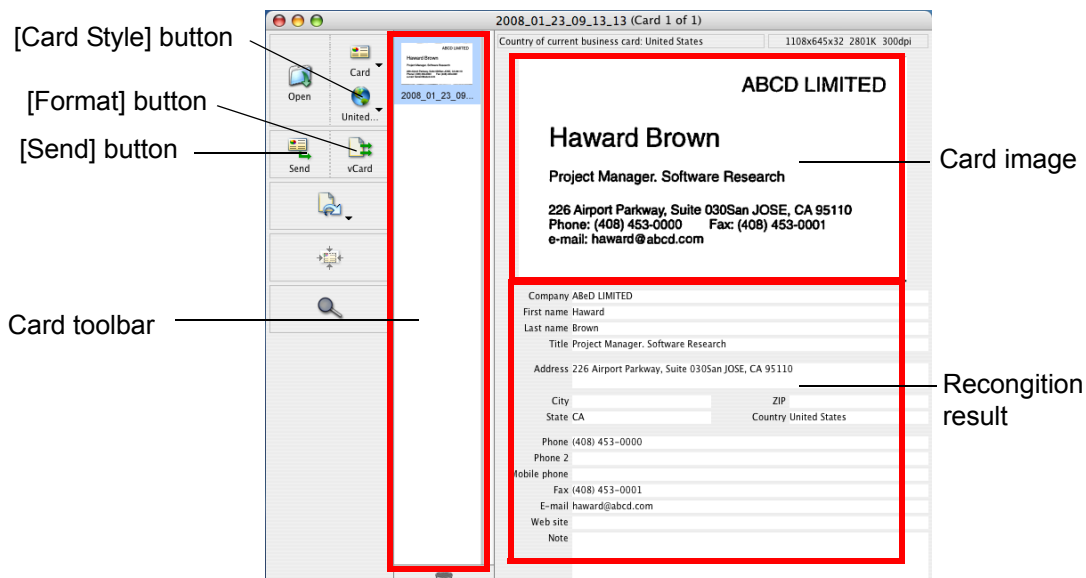 2008_01_23_09_13_13 (Card 1 of 1)
[Card Style] button
[Format] button
[Send] button
Card toolbar
Open
Card
United...
Send
vCard
ABCD LIMITED
Haward Brown
2008_01_23_09...
Country of current business card: United States
1108x645x32 2801K 300dpi
ABCD LIMITED
Haward Brown
Project Manager. Software Research
226 Airport Parkway, Suite 030San JOSE, CA 95110
Phone: (408) 453-0000 Fax: (408) 453-0001
e-mail: haward@abcd.com
Card image
Company ABeD LIMITED
First name Haward
Last name Brown
Title Project Manager. Software Research
Address 226 Airport Parkway, Suite 030San JOSE, CA 95110
City ZIP
State CA Country United States
Phone (408) 453-0000
Phone 2
Mobile phone
Fax (408) 453-0001
E-mail haward@abcd.com
Web site
Note
Recongition
result